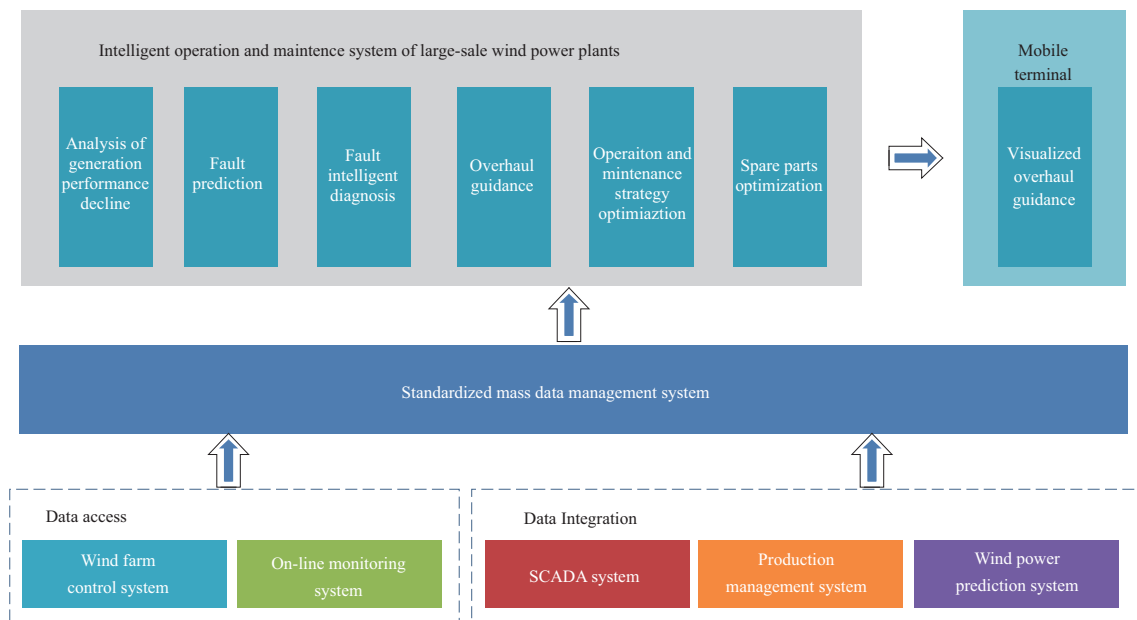 Intelligent operation and maintence system of large-sale wind power plants
Mobile
terminal
Analysis of
generation
performance
decline
Fault
prediction
Fault
intelligent
diagnosis
Overhaul
guidance
Operaiton and
mintenance
strategy
optimiaztion
Spare parts
optimization
Visualized
overhaul
guidance
Standardized mass data management system
Data access
Wind farm
control system
On-line monitoring
system
Data Integration
SCADA system
Production
management system
Wind power
prediction system